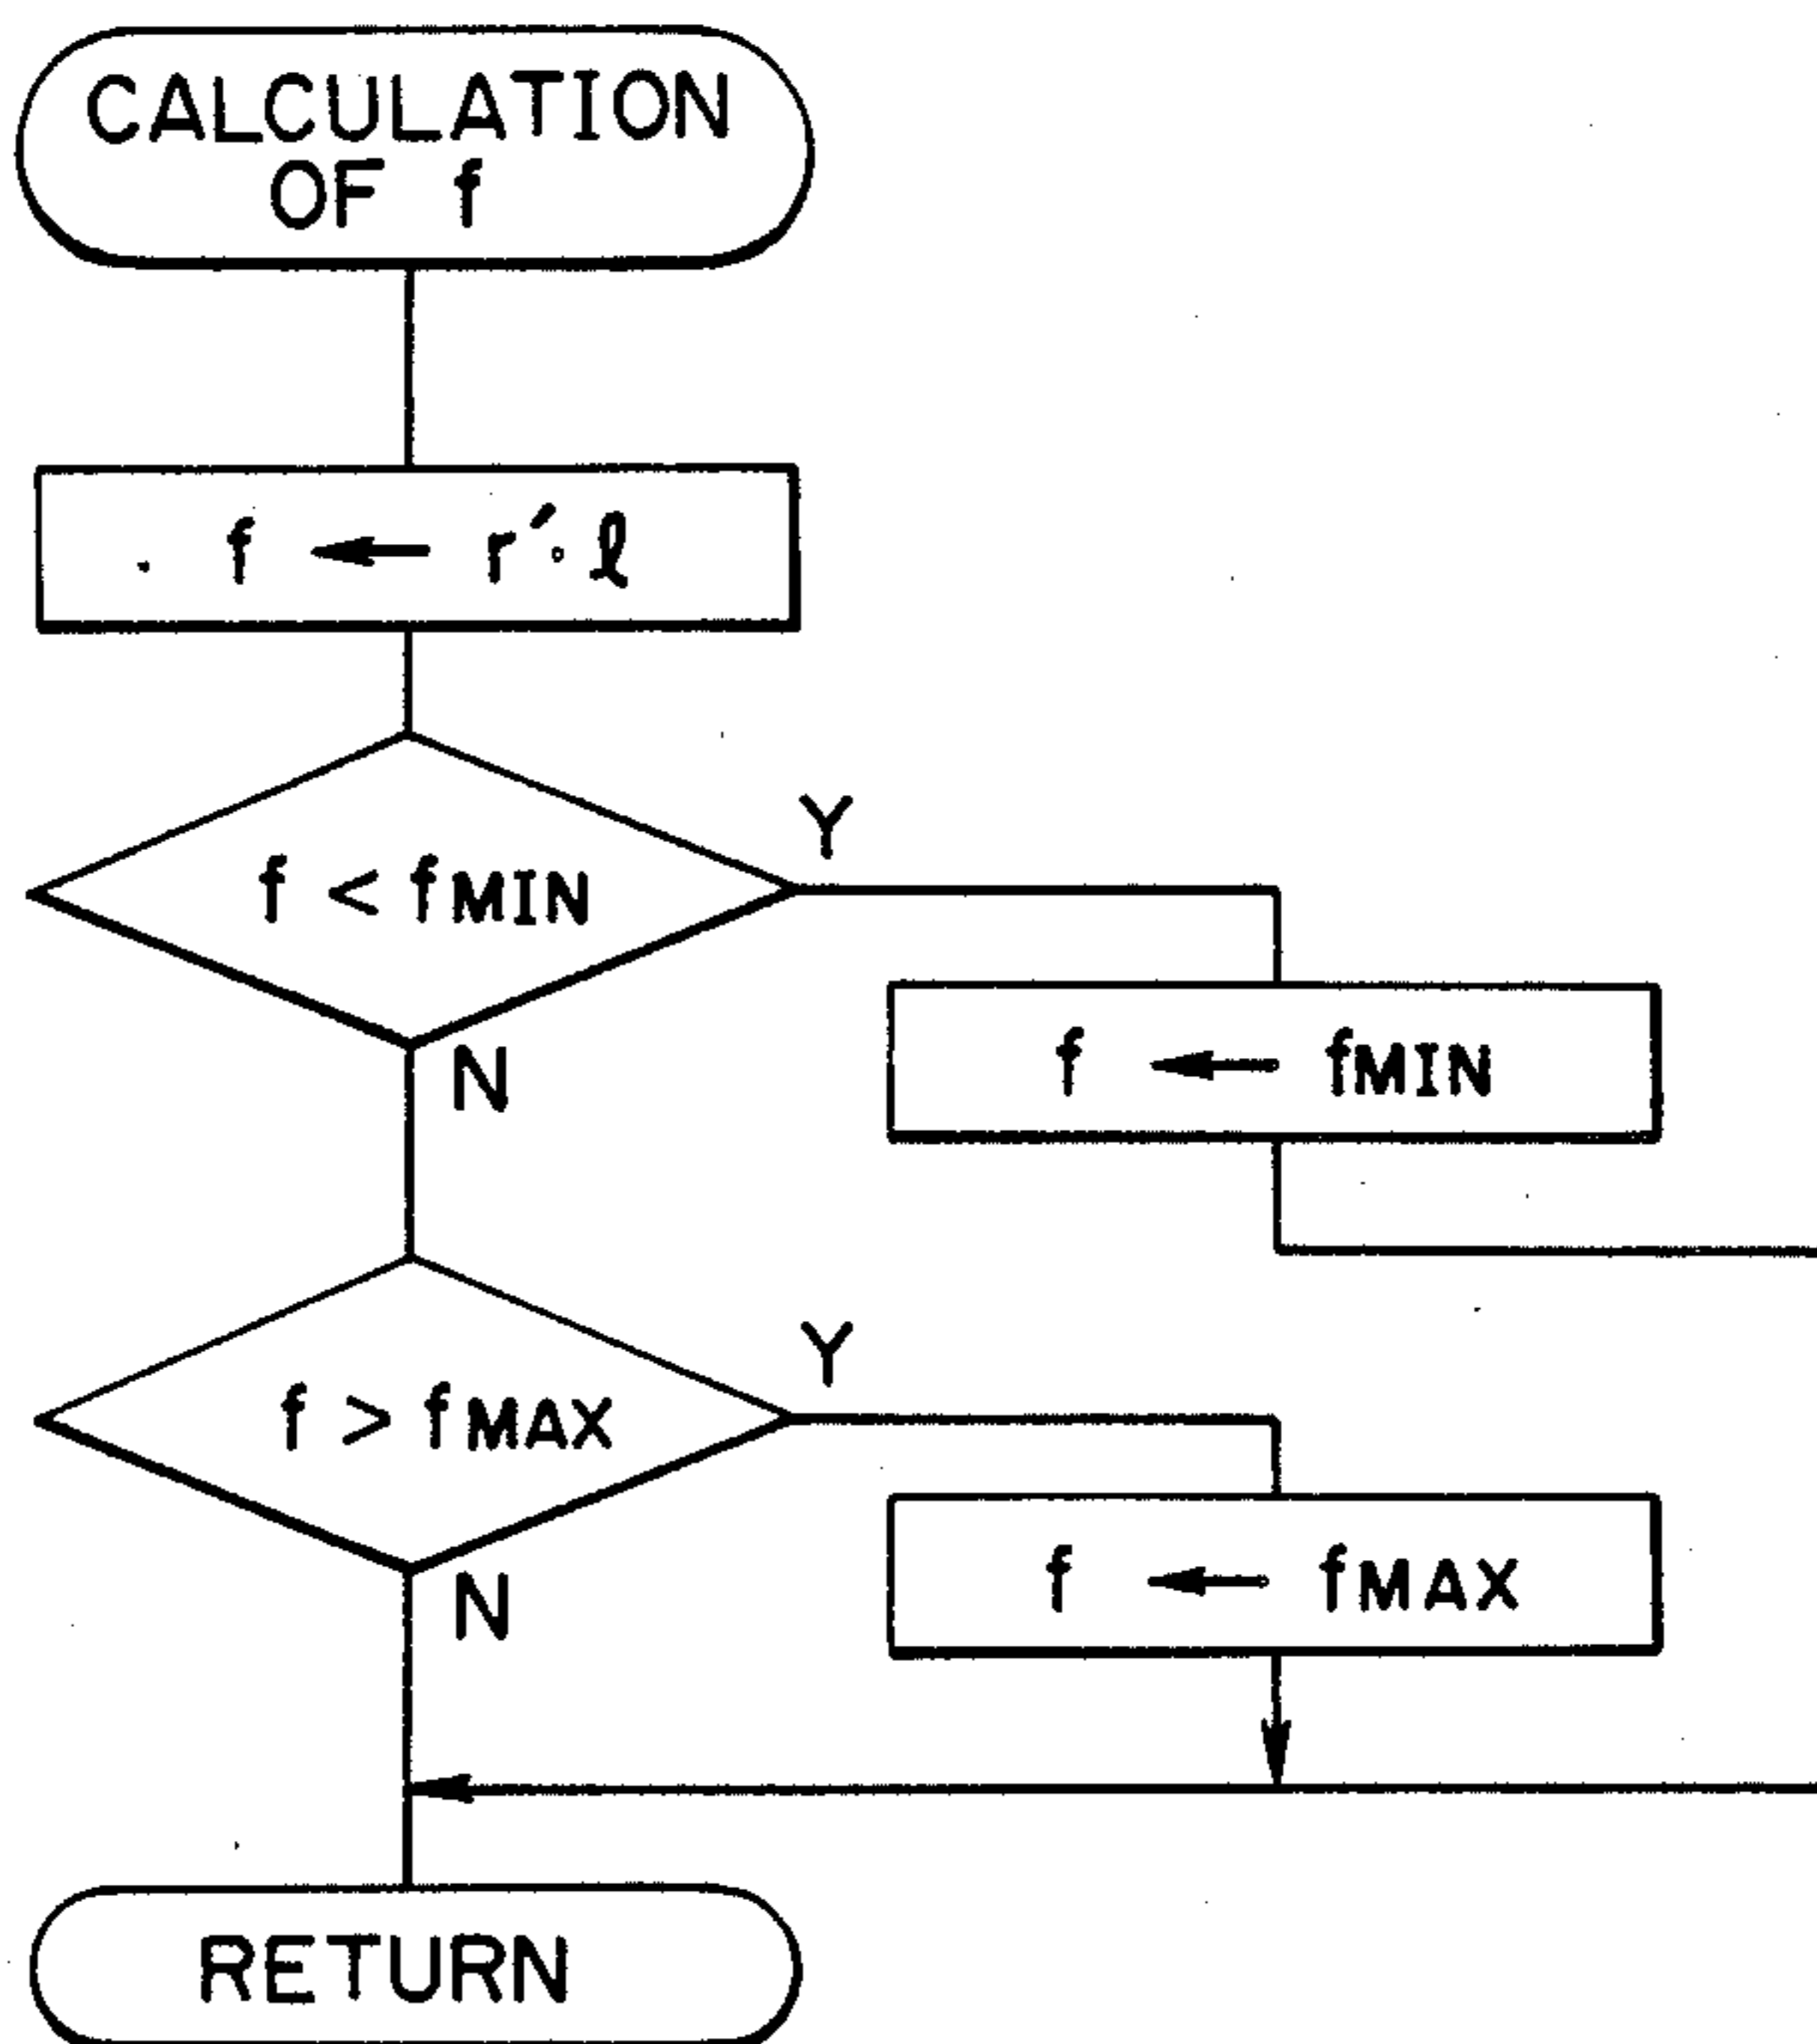 CALCULATION
OF f
f ← r′·ℓ
f < fMIN
Y
N
f ← fMIN
f > fMAX
Y
N
f ← fMAX
RETURN